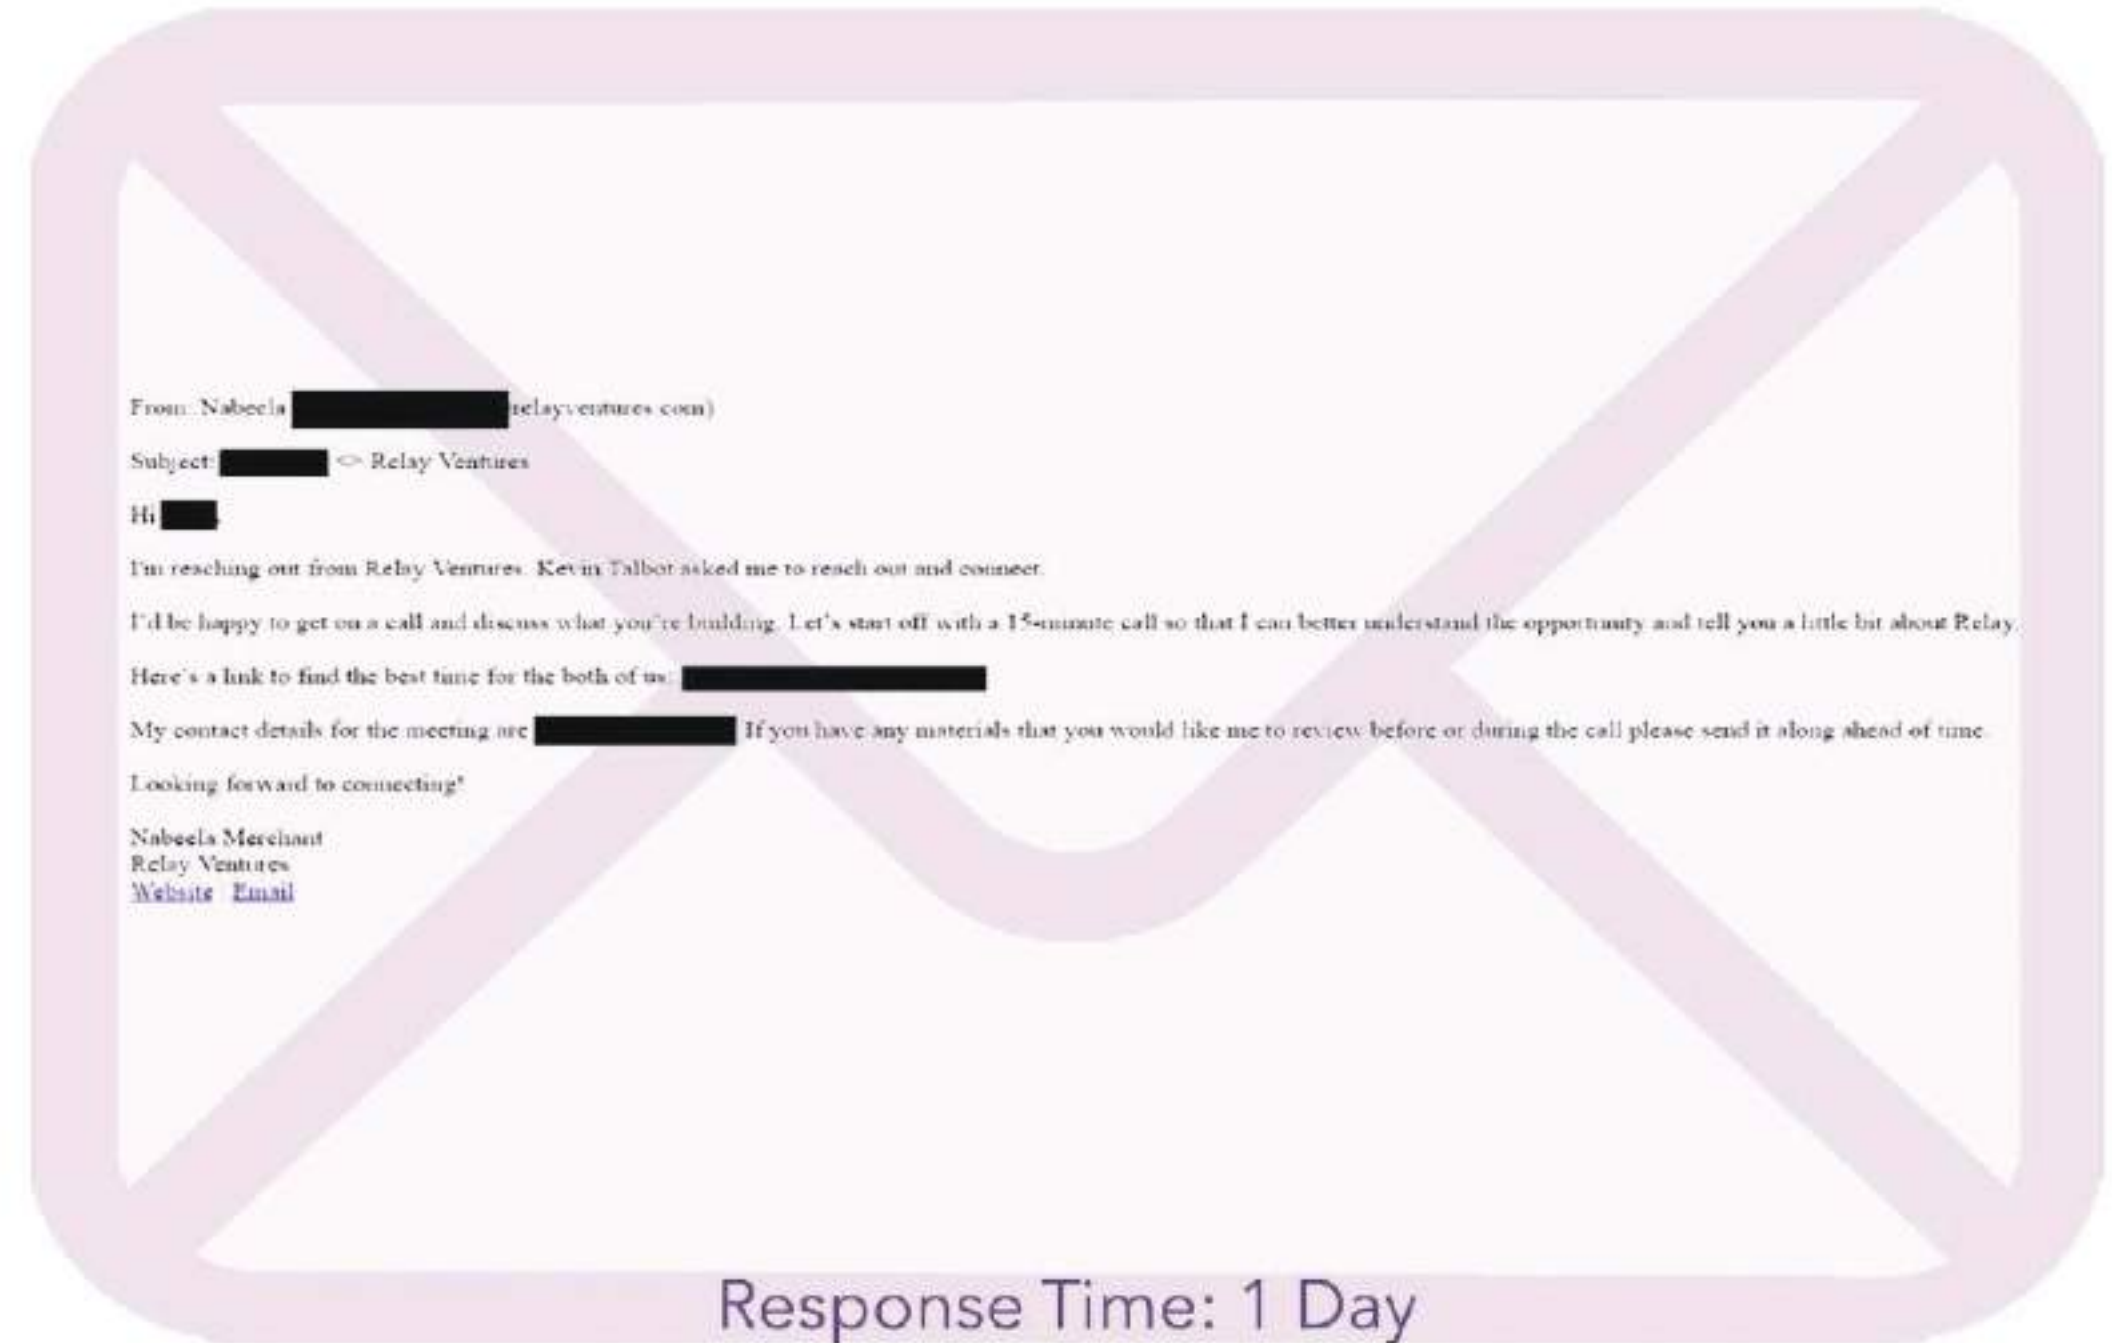 From: Nabeela relayventures.com)
Subject: <> Relay Ventures
Hi ,
I'm reaching out from Relay Ventures. Kevin Talbot asked me to reach out and connect.
I'd be happy to get on a call and discuss what you're building. Let's start off with a 15-minute call so that I can better understand the opportunity and tell you a little bit about Relay.
Here's a link to find the best time for the both of us:
My contact details for the meeting are If you have any materials that you would like me to review before or during the call please send it along ahead of time.
Looking forward to connecting!
Nabeela Merchant
Relay Ventures
Website Email
Response Time: 1 Day